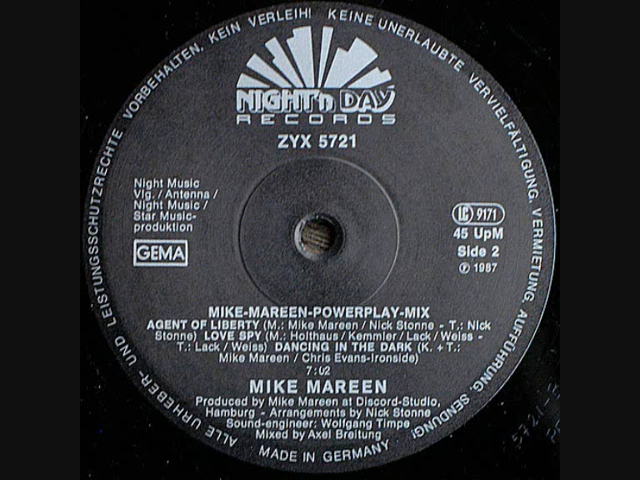 ALLE URHEBER- UND LEISTUNGSSCHUTZRECHTE VORBEHALTEN. KEIN VERLEIH! KEINE UNERLAUBTE VERVIELFÄLTIGUNG, VERMIETUNG, AUFFÜHRUNG, SENDUNG!
NIGHT'n DAY
RECORDS
ZYX 5721
Night Music
Vlg. / Antenna /
Night Music /
Star Music-
produktion
GEMA
LC 9171
45 UpM
Side 2
℗ 1987
MIKE-MAREEN-POWERPLAY-MIX
AGENT OF LIBERTY (M.: Mike Mareen / Nick Stonne - T.: Nick
Stonne) LOVE SPY (M.: Holthaus / Kemmler / Lack / Weiss -
T.: Lack / Weiss) DANCING IN THE DARK (K. + T.:
Mike Mareen / Chris Evans-Ironside)
7:02
MIKE MAREEN
Produced by Mike Mareen at Discord-Studio,
Hamburg - Arrangements by Nick Stonne
Sound-engineer: Wolfgang Timpe
Mixed by Axel Breitung
MADE IN GERMANY